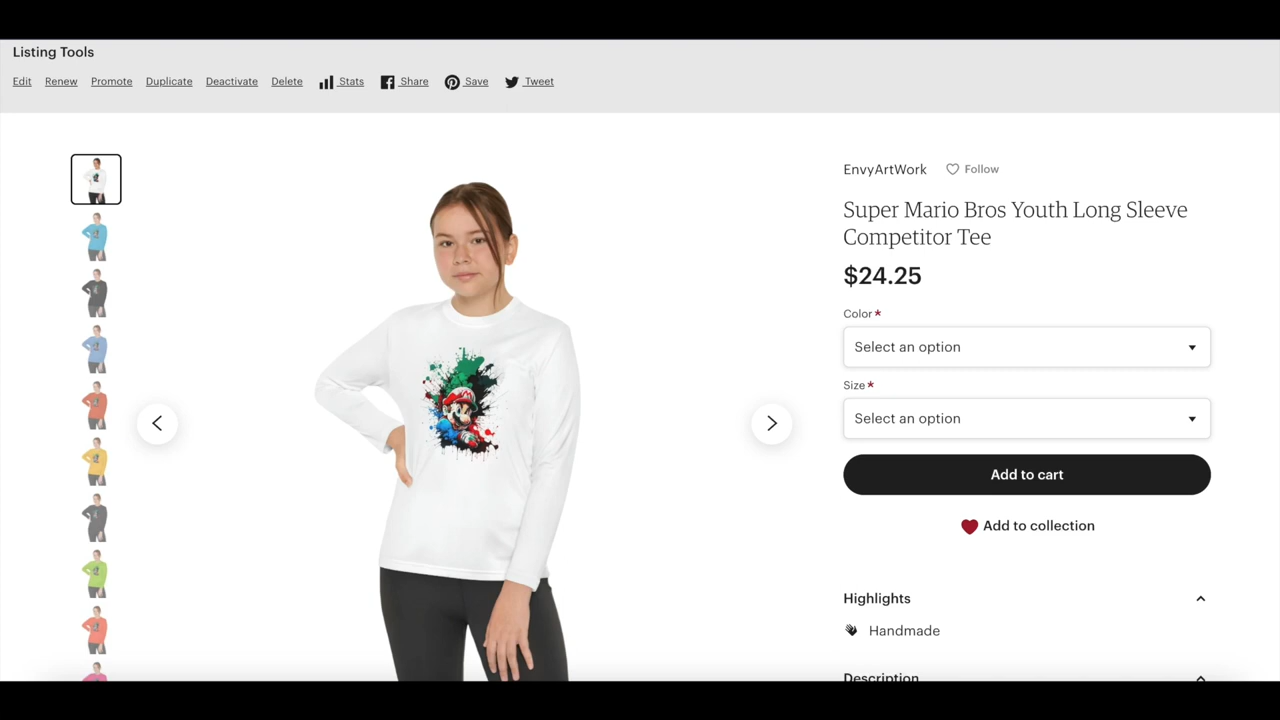 Listing Tools
Edit Renew Promote Duplicate Deactivate Delete Stats Share Save Tweet
EnvyArtWork Follow
Super Mario Bros Youth Long Sleeve
Competitor Tee
$24.25
Color *
Select an option
Size *
Select an option
Add to cart
Add to collection
Highlights
Handmade
Description